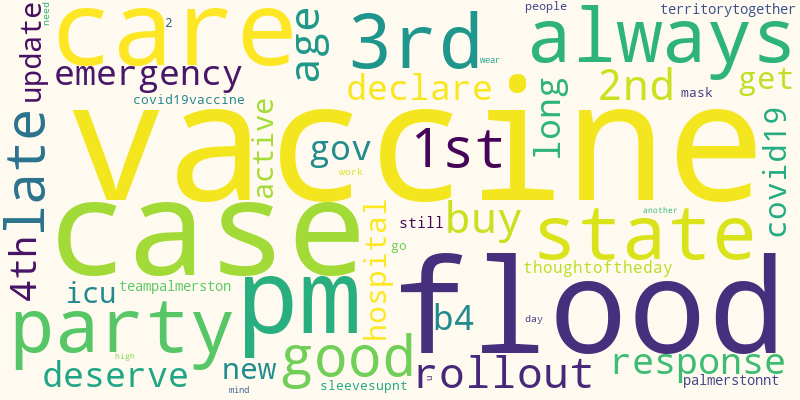 need
2
people
territorytogether
care
age
3rd
always
update
wear
emergency
declare
2nd
mask
get
covid19vaccine
long
vaccine
active
late
gov
1st
covid19
work
case
hospital
still
buy
state
another
4th
go
thoughtoftheday
icu
teampalmerston
pm
flood
party
b4
day
good
high
deserve
new
rollout
response
u
palmerstonnt
sleevesupnt
mind